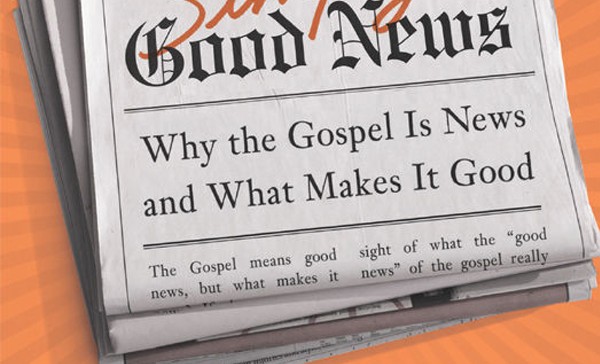 Simply
Good News
Why the Gospel Is News
and What Makes It Good
The Gospel means good
news, but what makes it
sight of what the “good
news” of the gospel really